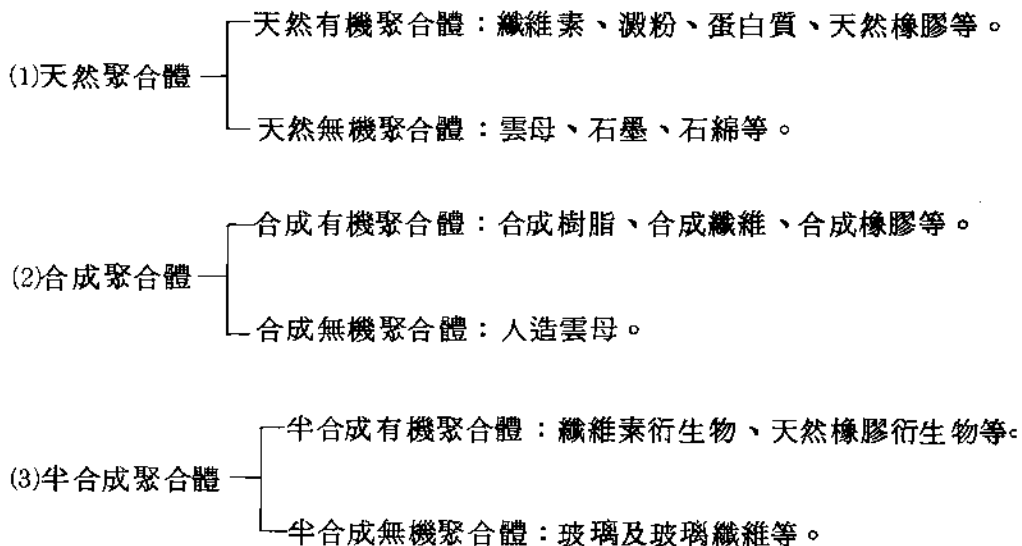 天然有機聚合體：纖維素、澱粉、蛋白質、天然橡膠等。
(1)天然聚合體
天然無機聚合體：雲母、石墨、石綿等。
合成有機聚合體：合成樹脂、合成纖維、合成橡膠等。
(2)合成聚合體
合成無機聚合體：人造雲母。
半合成有機聚合體：纖維素衍生物、天然橡膠衍生物等。
(3)半合成聚合體
半合成無機聚合體：玻璃及玻璃纖維等。